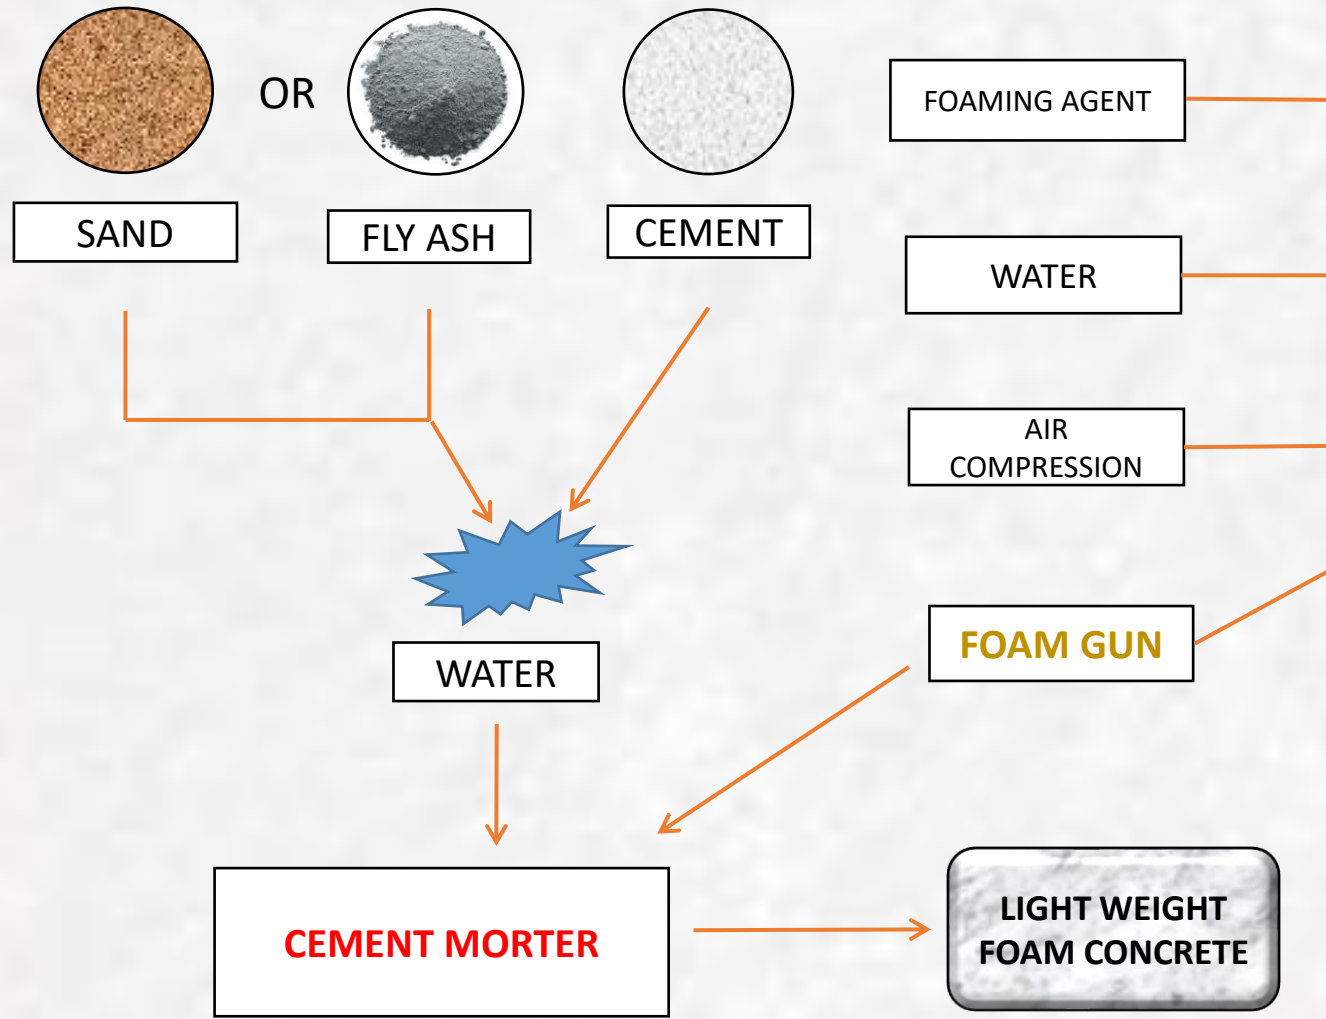 OR
SAND
FLY ASH
CEMENT
WATER
CEMENT MORTER
FOAMING AGENT
WATER
AIR
COMPRESSION
FOAM GUN
LIGHT WEIGHT
FOAM CONCRETE